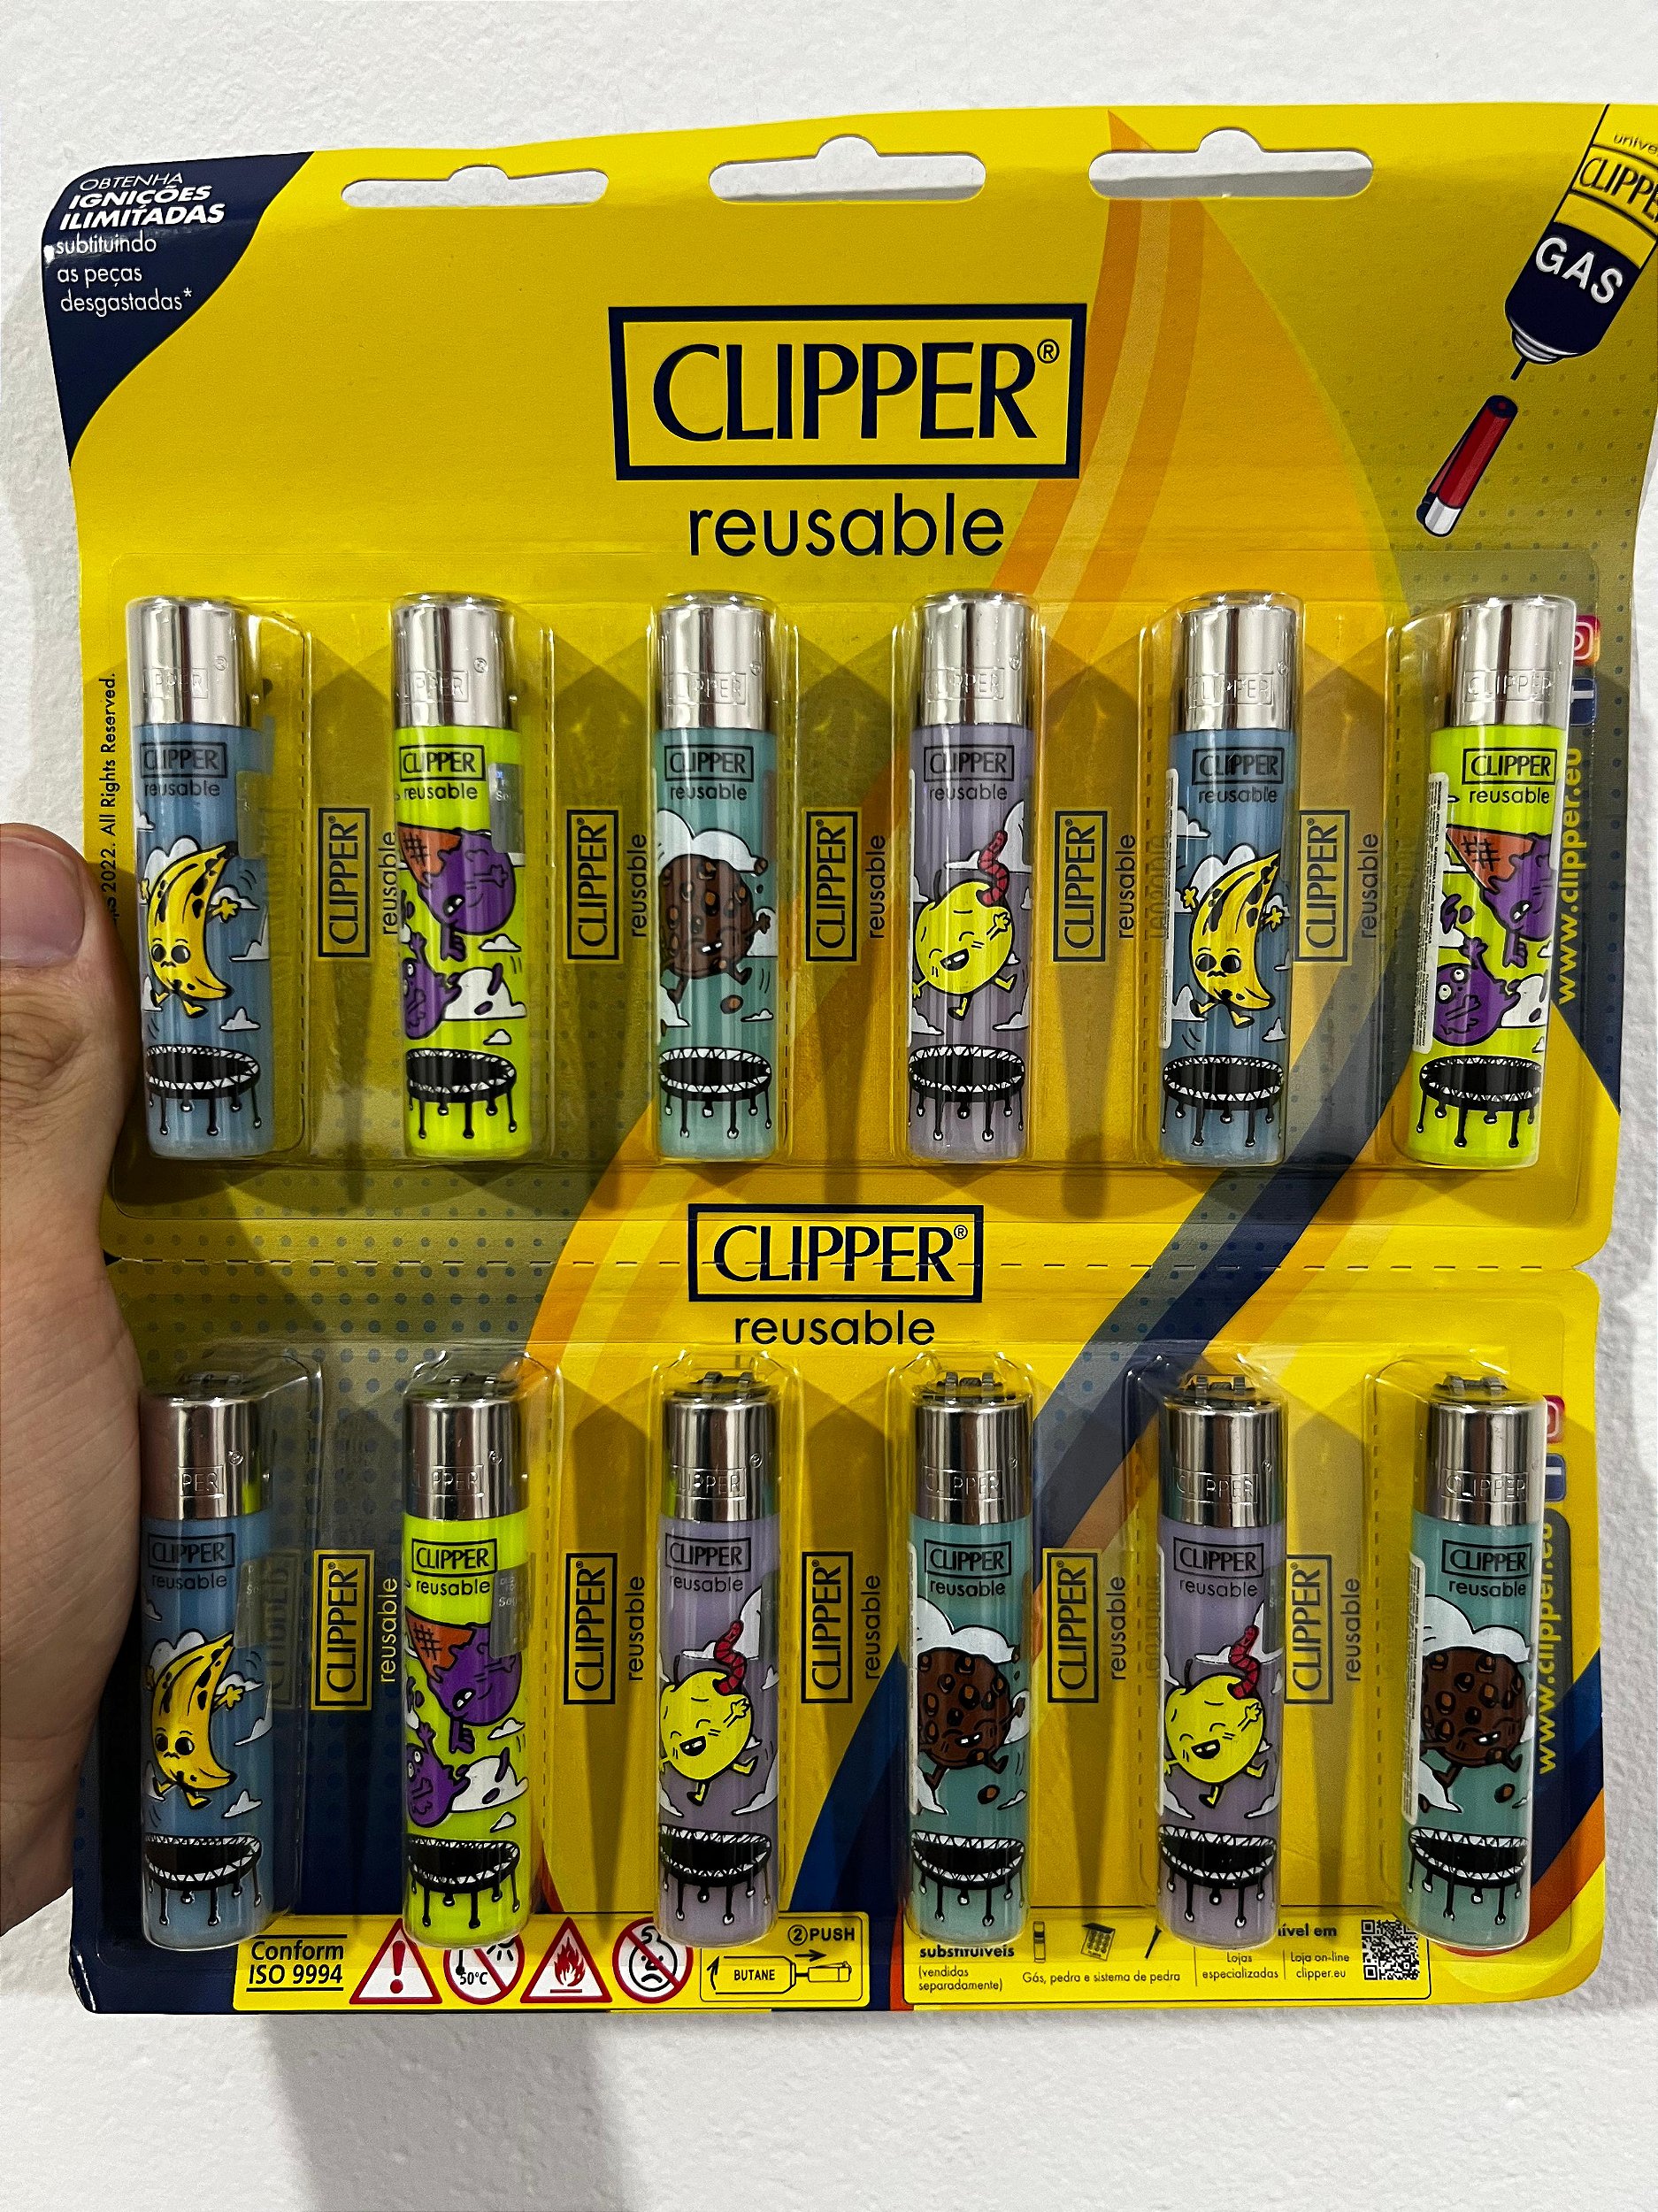 OBTENHA
IGNIÇÕES
ILIMITADAS
subtituindo
as peças
desgastadas*
CLIPPER
GAS
CLIPPER®
reusable
2022. All Rights Reserved.
CLIPPER
reusable
CLIPPER
reusable
CLIPPER
reusable
CLIPPER
reusable
CLIPPER
reusable
CLIPPER
reusable
CLIPPER®
reusable
CLIPPER®
reusable
CLIPPER®
reusable
CLIPPER®
reusable
CLIPPER®
reusable
www.clipper.eu
CLIPPER®
reusable
CLIPPER
reusable
CLIPPER
reusable
CLIPPER
reusable
CLIPPER
reusable
CLIPPER
reusable
CLIPPER
reusable
CLIPPER®
reusable
CLIPPER®
reusable
CLIPPER®
reusable
CLIPPER®
reusable
CLIPPER®
reusable
www.clipper.eu
Conform
ISO 9994
50°C
②PUSH
BUTANE
substituíveis
(vendidas
separadamente)
Gás, pedra e sistema de pedra
em
Lojas
especializadas
Loja on-line
clipper.eu